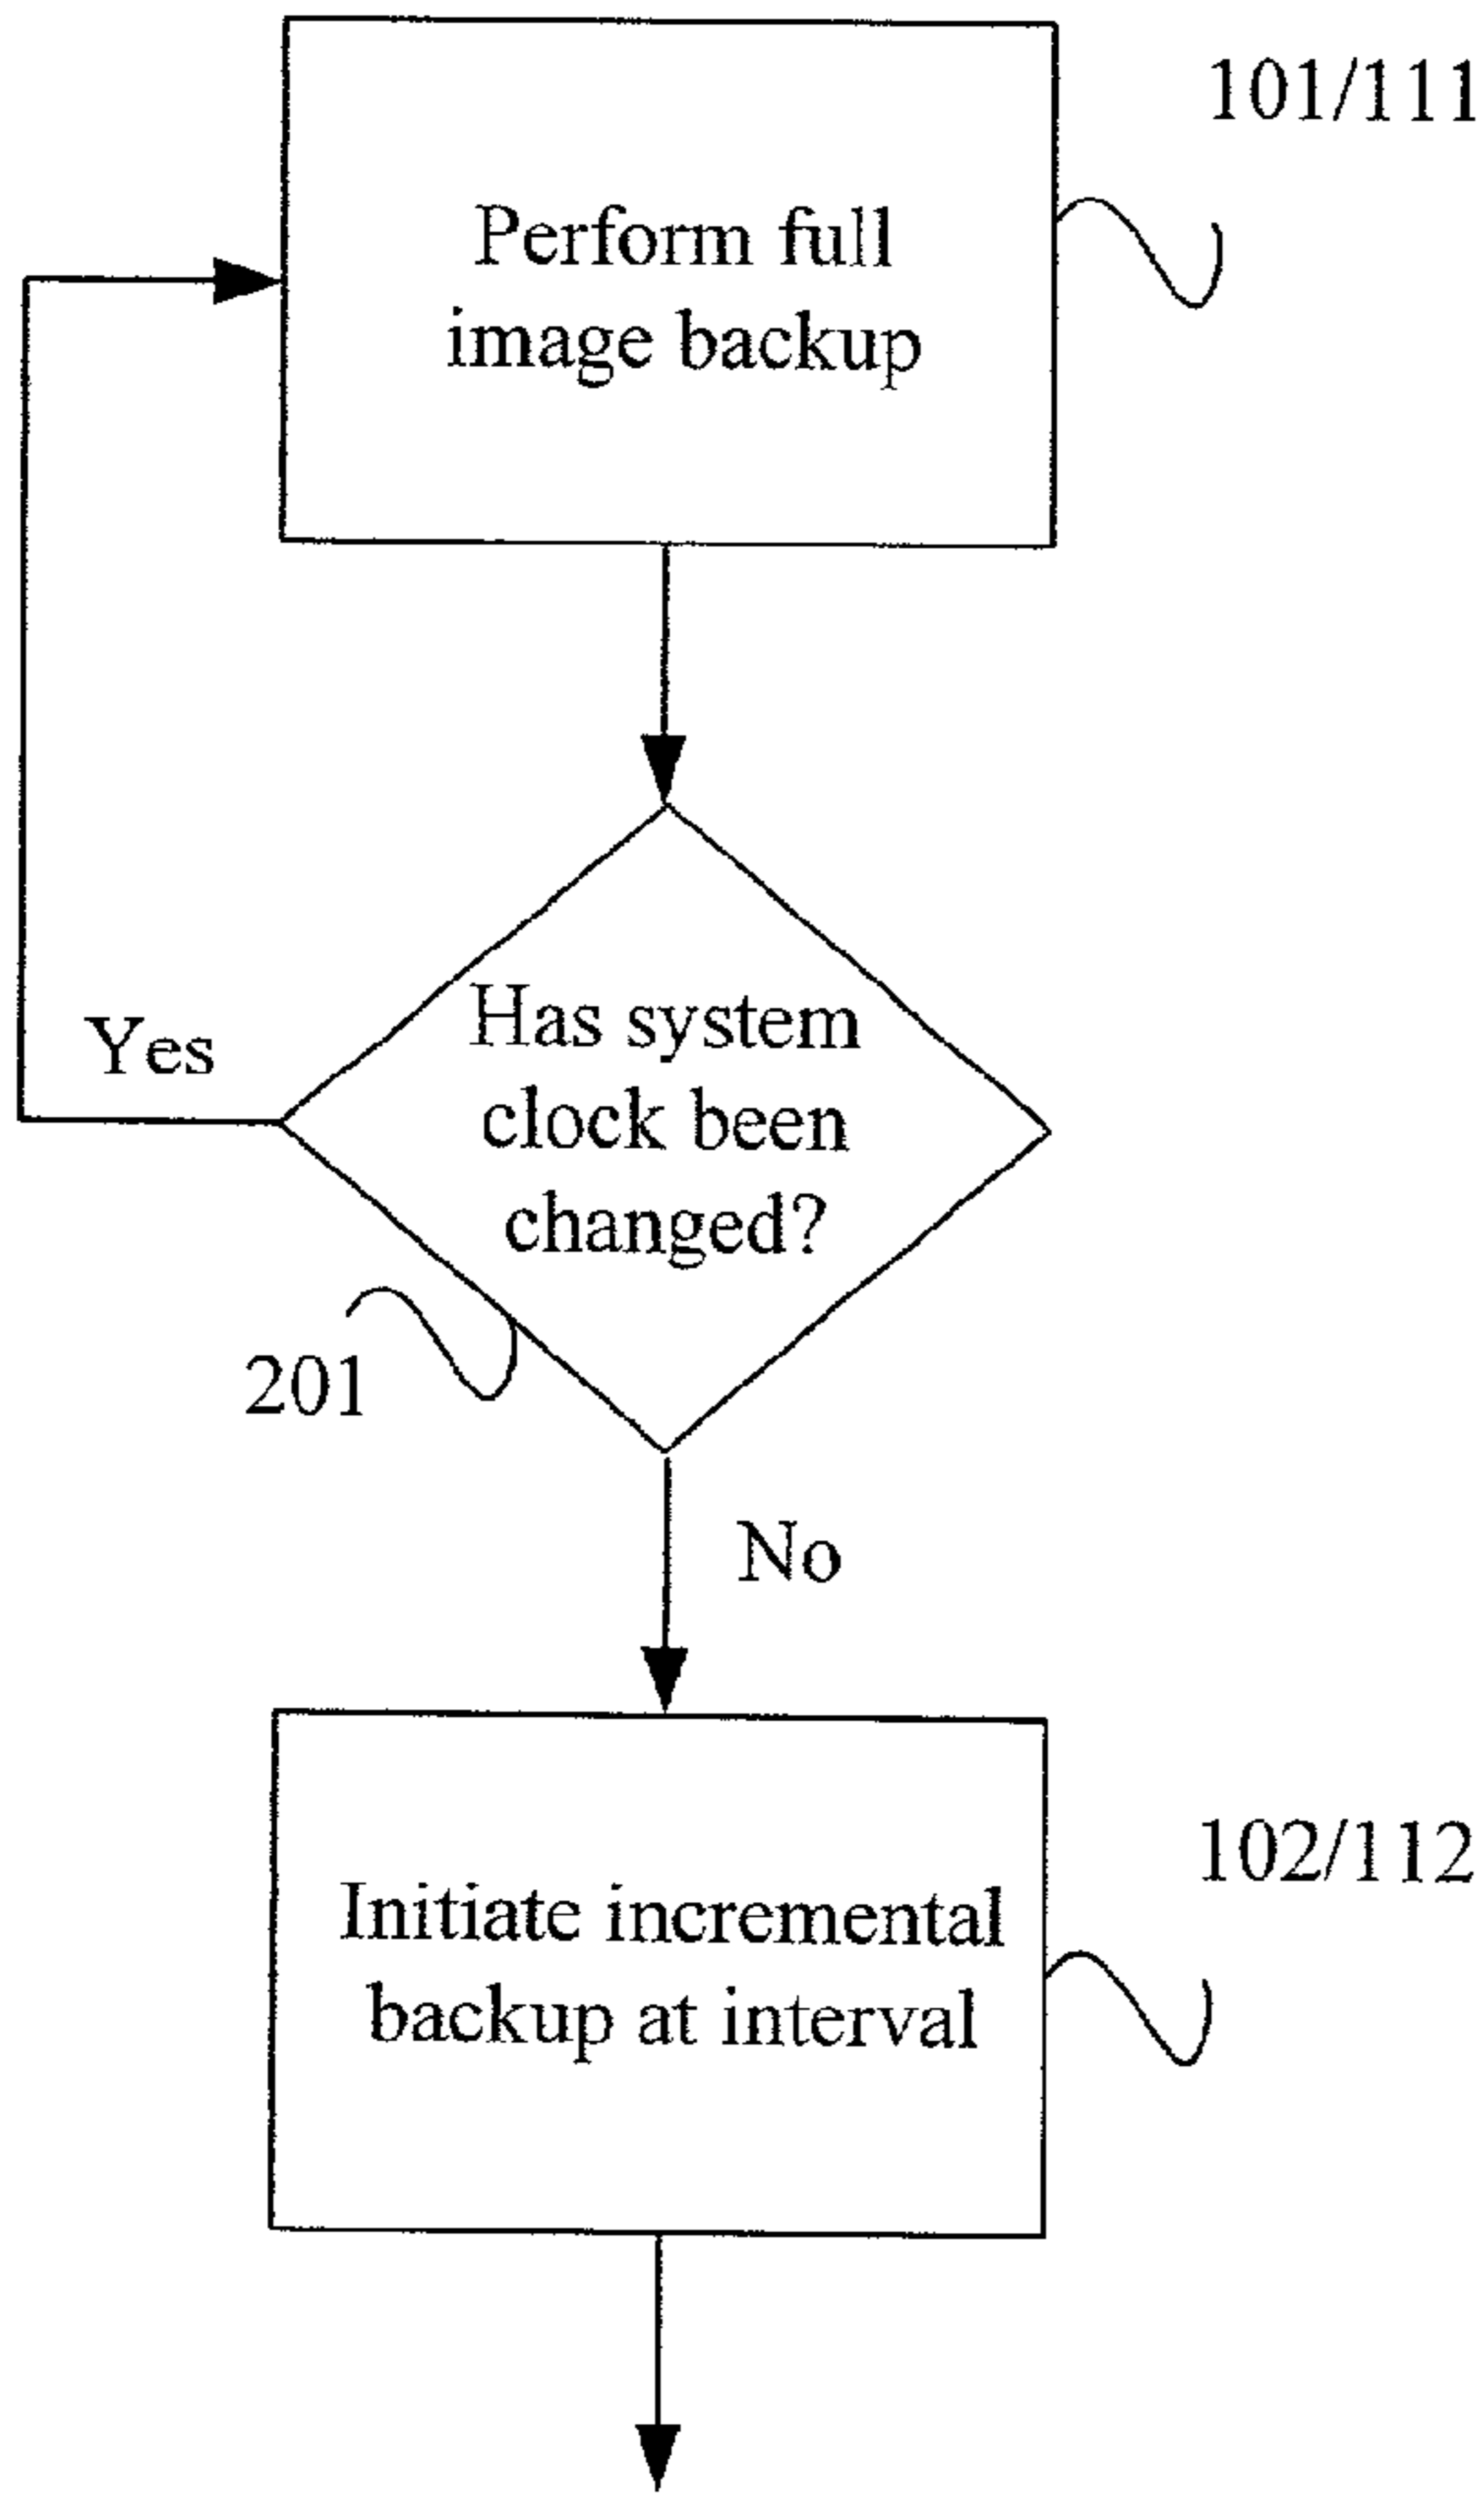 101/111
Perform full
image backup
Has system
clock been
changed?
Yes
201
No
102/112
Initiate incremental
backup at interval